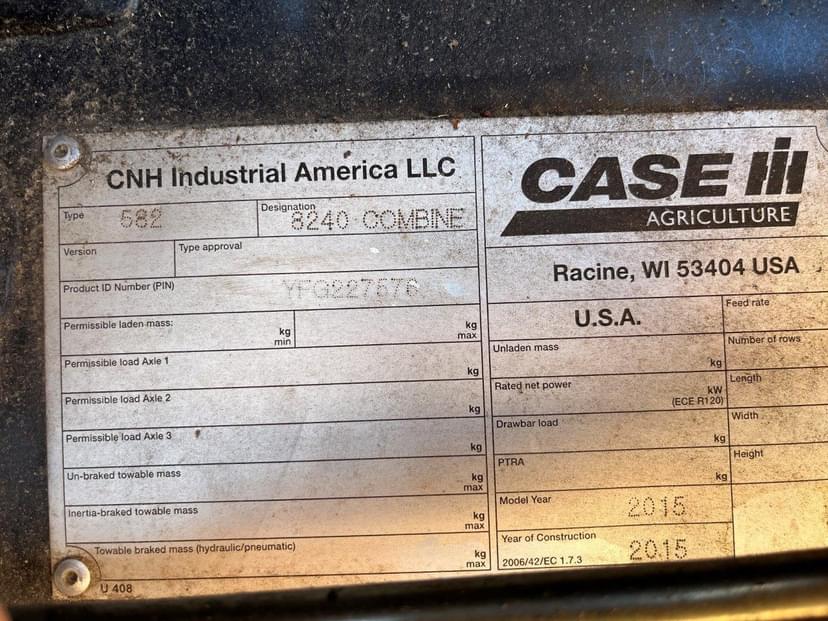 CNH Industrial America LLC
Type 582
Designation 8240 COMBINE
Version
Type approval
Product ID Number (PIN) YFG227576
Permissible laden mass: kg min kg max
Permissible load Axle 1 kg
Permissible load Axle 2 kg
Permissible load Axle 3 kg
Un-braked towable mass kg max
Inertia-braked towable mass kg max
Towable braked mass (hydraulic/pneumatic) kg max
U 408
CASE IH
AGRICULTURE
Racine, WI 53404 USA
U.S.A.
Feed rate
Unladen mass kg
Number of rows
Rated net power kW (ECE R120)
Length
Drawbar load kg
Width
PTRA kg
Height
Model Year 2015
Year of Construction 2015
2006/42/EC 1.7.3